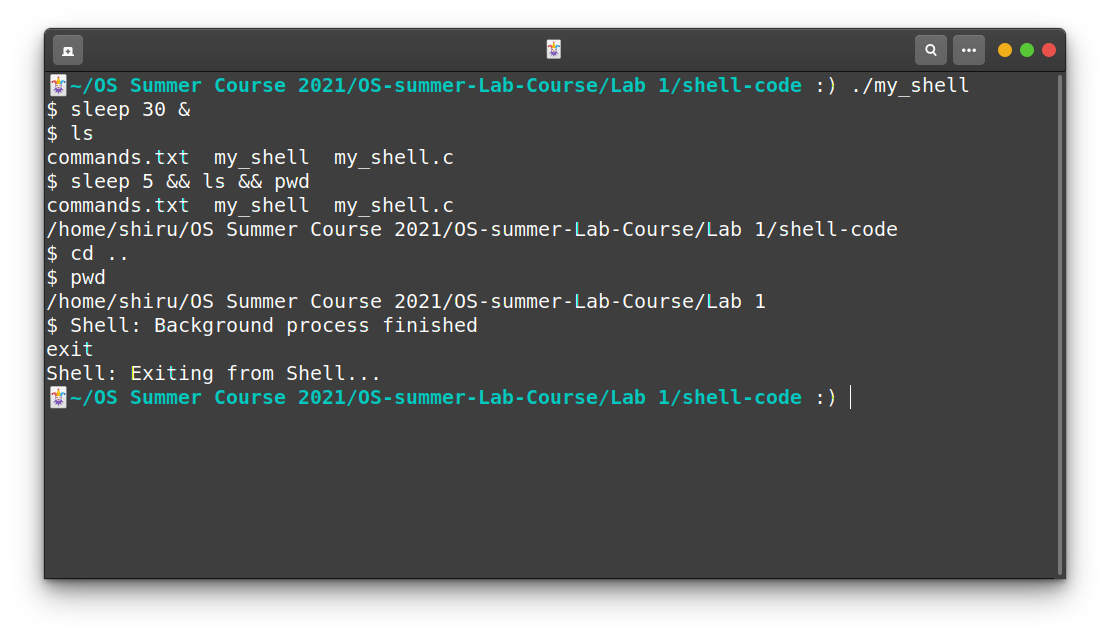 ~/OS Summer Course 2021/OS-summer-Lab-Course/Lab 1/shell-code :) ./my_shell
$ sleep 30 &
$ ls
commands.txt  my_shell  my_shell.c
$ sleep 5 && ls && pwd
commands.txt  my_shell  my_shell.c
/home/shiru/OS Summer Course 2021/OS-summer-Lab-Course/Lab 1/shell-code
$ cd ..
$ pwd
/home/shiru/OS Summer Course 2021/OS-summer-Lab-Course/Lab 1
$ Shell: Background process finished
exit
Shell: Exiting from Shell...
~/OS Summer Course 2021/OS-summer-Lab-Course/Lab 1/shell-code :)